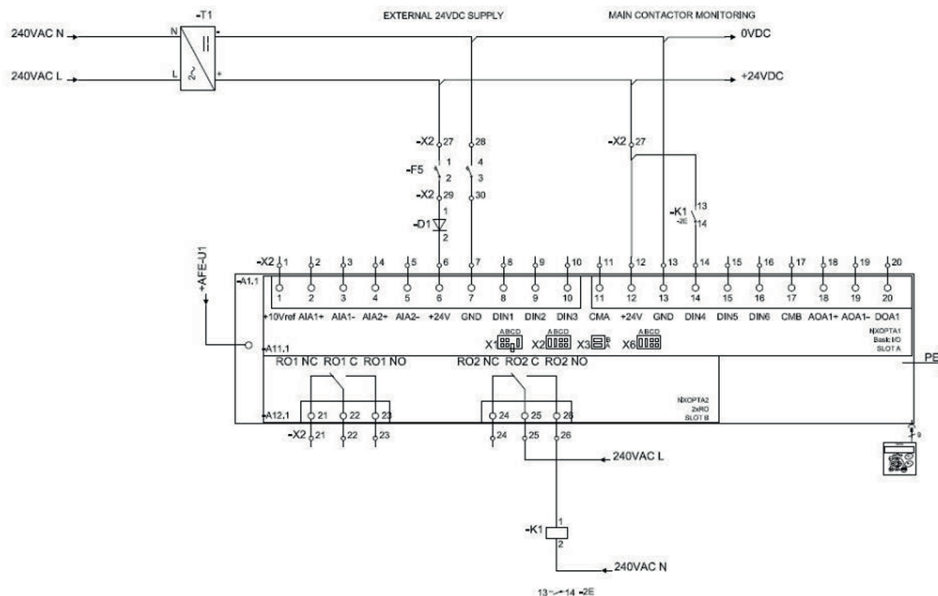 -T1 EXTERNAL 24VDC SUPPLY MAIN CONTACTOR MONITORING
240VAC N N - 0VDC
240VAC L L + +24VDC
-X2 27 28 -X2 27
-F5 1 2 4 3
-X2 29 30
-K1 13
-2E 14
-D1 1 2
+AFE-U1
-X2 1 2 3 4 5 6 7 8 9 10 11 12 13 14 15 16 17 18 19 20
-A1.1
1 2 3 4 5 6 7 8 9 10 11 12 13 14 15 16 17 18 19 20
+10Vref AIA1+ AIA1- AIA2+ AIA2- +24V GND DIN1 DIN2 DIN3 CMA +24V GND DIN4 DIN5 DIN6 CMB AOA1+ AOA1- DOA1
ABCD ABCD ABCD
X1 X2 X3 B A X6
NXOPTA1
Basic I/O
SLOT A
-A11.1
PE
RO1 NC RO1 C RO1 NO RO2 NC RO2 C RO2 NO
NXOPTA2
2xRO
SLOT B
-A12.1 21 22 23 24 25 26
-X2 21 22 23 24 25 26
9
240VAC L
-K1 1 2
240VAC N
13 14 -2E